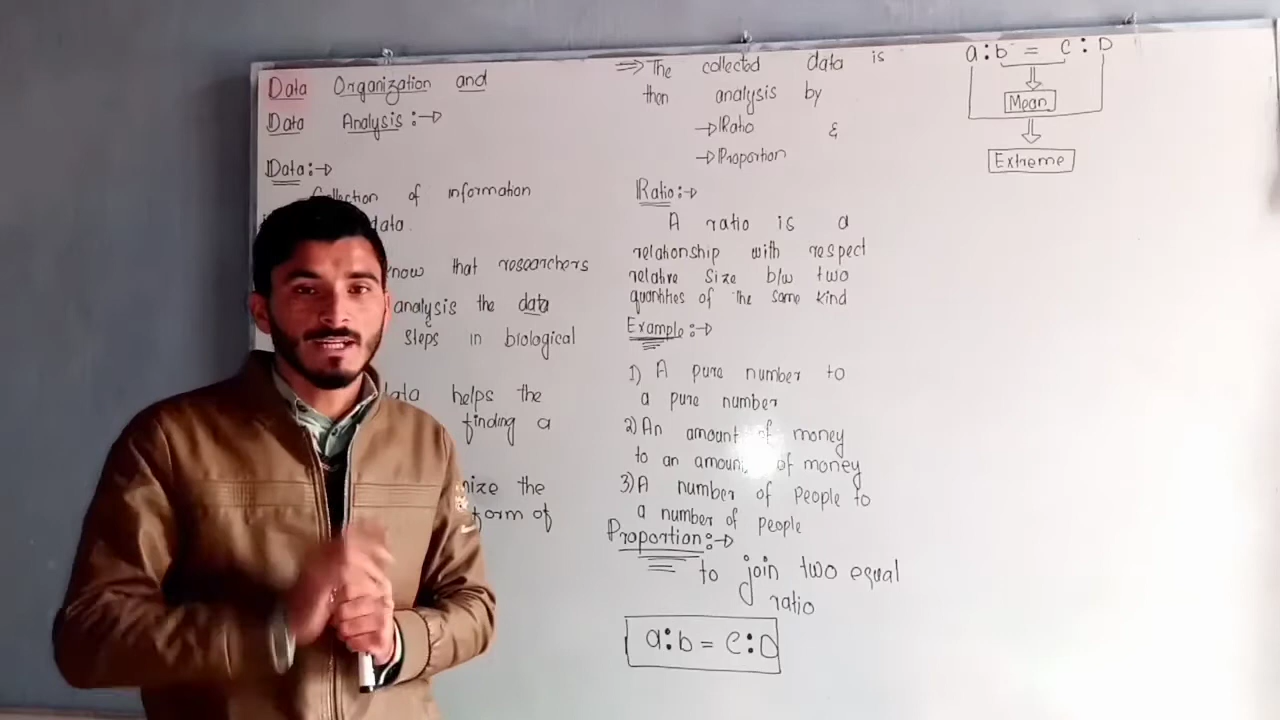 Data Organization and
Data Analysis:→
Data:→
Collection of information
data.
now that researchers
analysis the data
steps in biological
data helps the
finding a
nize the
form of
⇒ The collected data is
then analysis by
→ Ratio &
→ Proportion
Ratio:→
A ratio is a
relationship with respect
relative size b/w two
quantities of the same kind
Example:→
1) A pure number to
a pure number
2) An amount of money
to an amount of money
3) A number of People to
a number of people
Proportion:→
to join two equal
ratio
a:b = C:D
a:b = C:D
Mean
Extreme